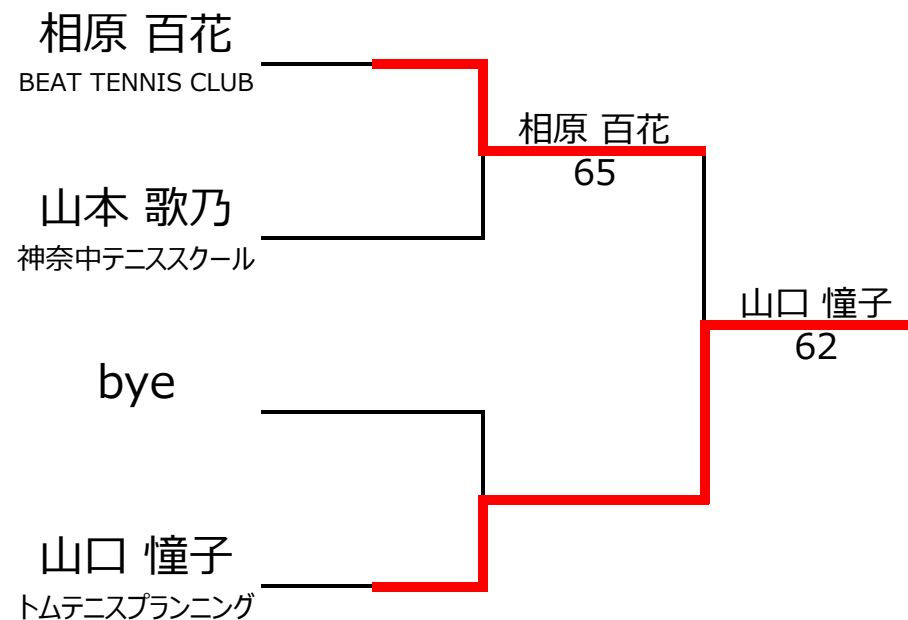 相原 百花
BEAT TENNIS CLUB
相原 百花
65
山本 歌乃
神奈中テニススクール
山口 憧子
62
bye
山口 憧子
トムテニスプランニング